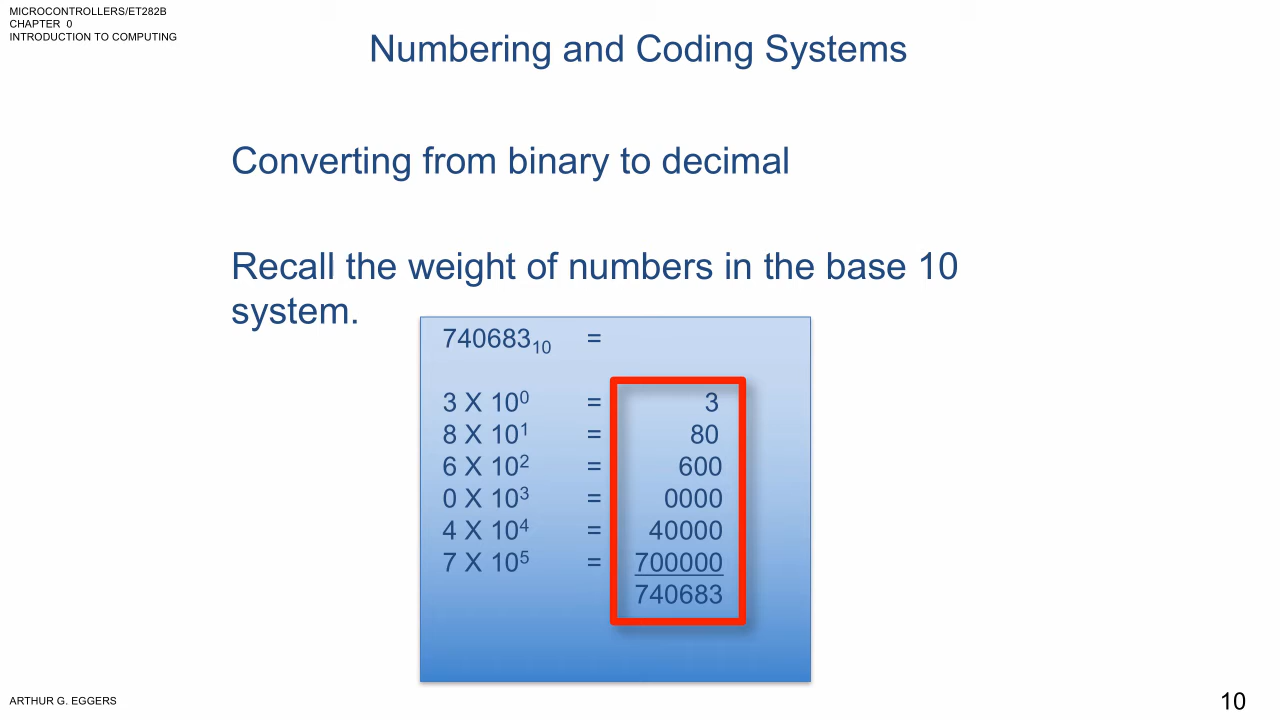 MICROCONTROLLERS/ET282B
CHAPTER 0
INTRODUCTION TO COMPUTING
Numbering and Coding Systems
Converting from binary to decimal
Recall the weight of numbers in the base 10
system.
740683₁₀ =
3 X 10⁰ = 3
8 X 10¹ = 80
6 X 10² = 600
0 X 10³ = 0000
4 X 10⁴ = 40000
7 X 10⁵ = 700000
740683
ARTHUR G. EGGERS
10